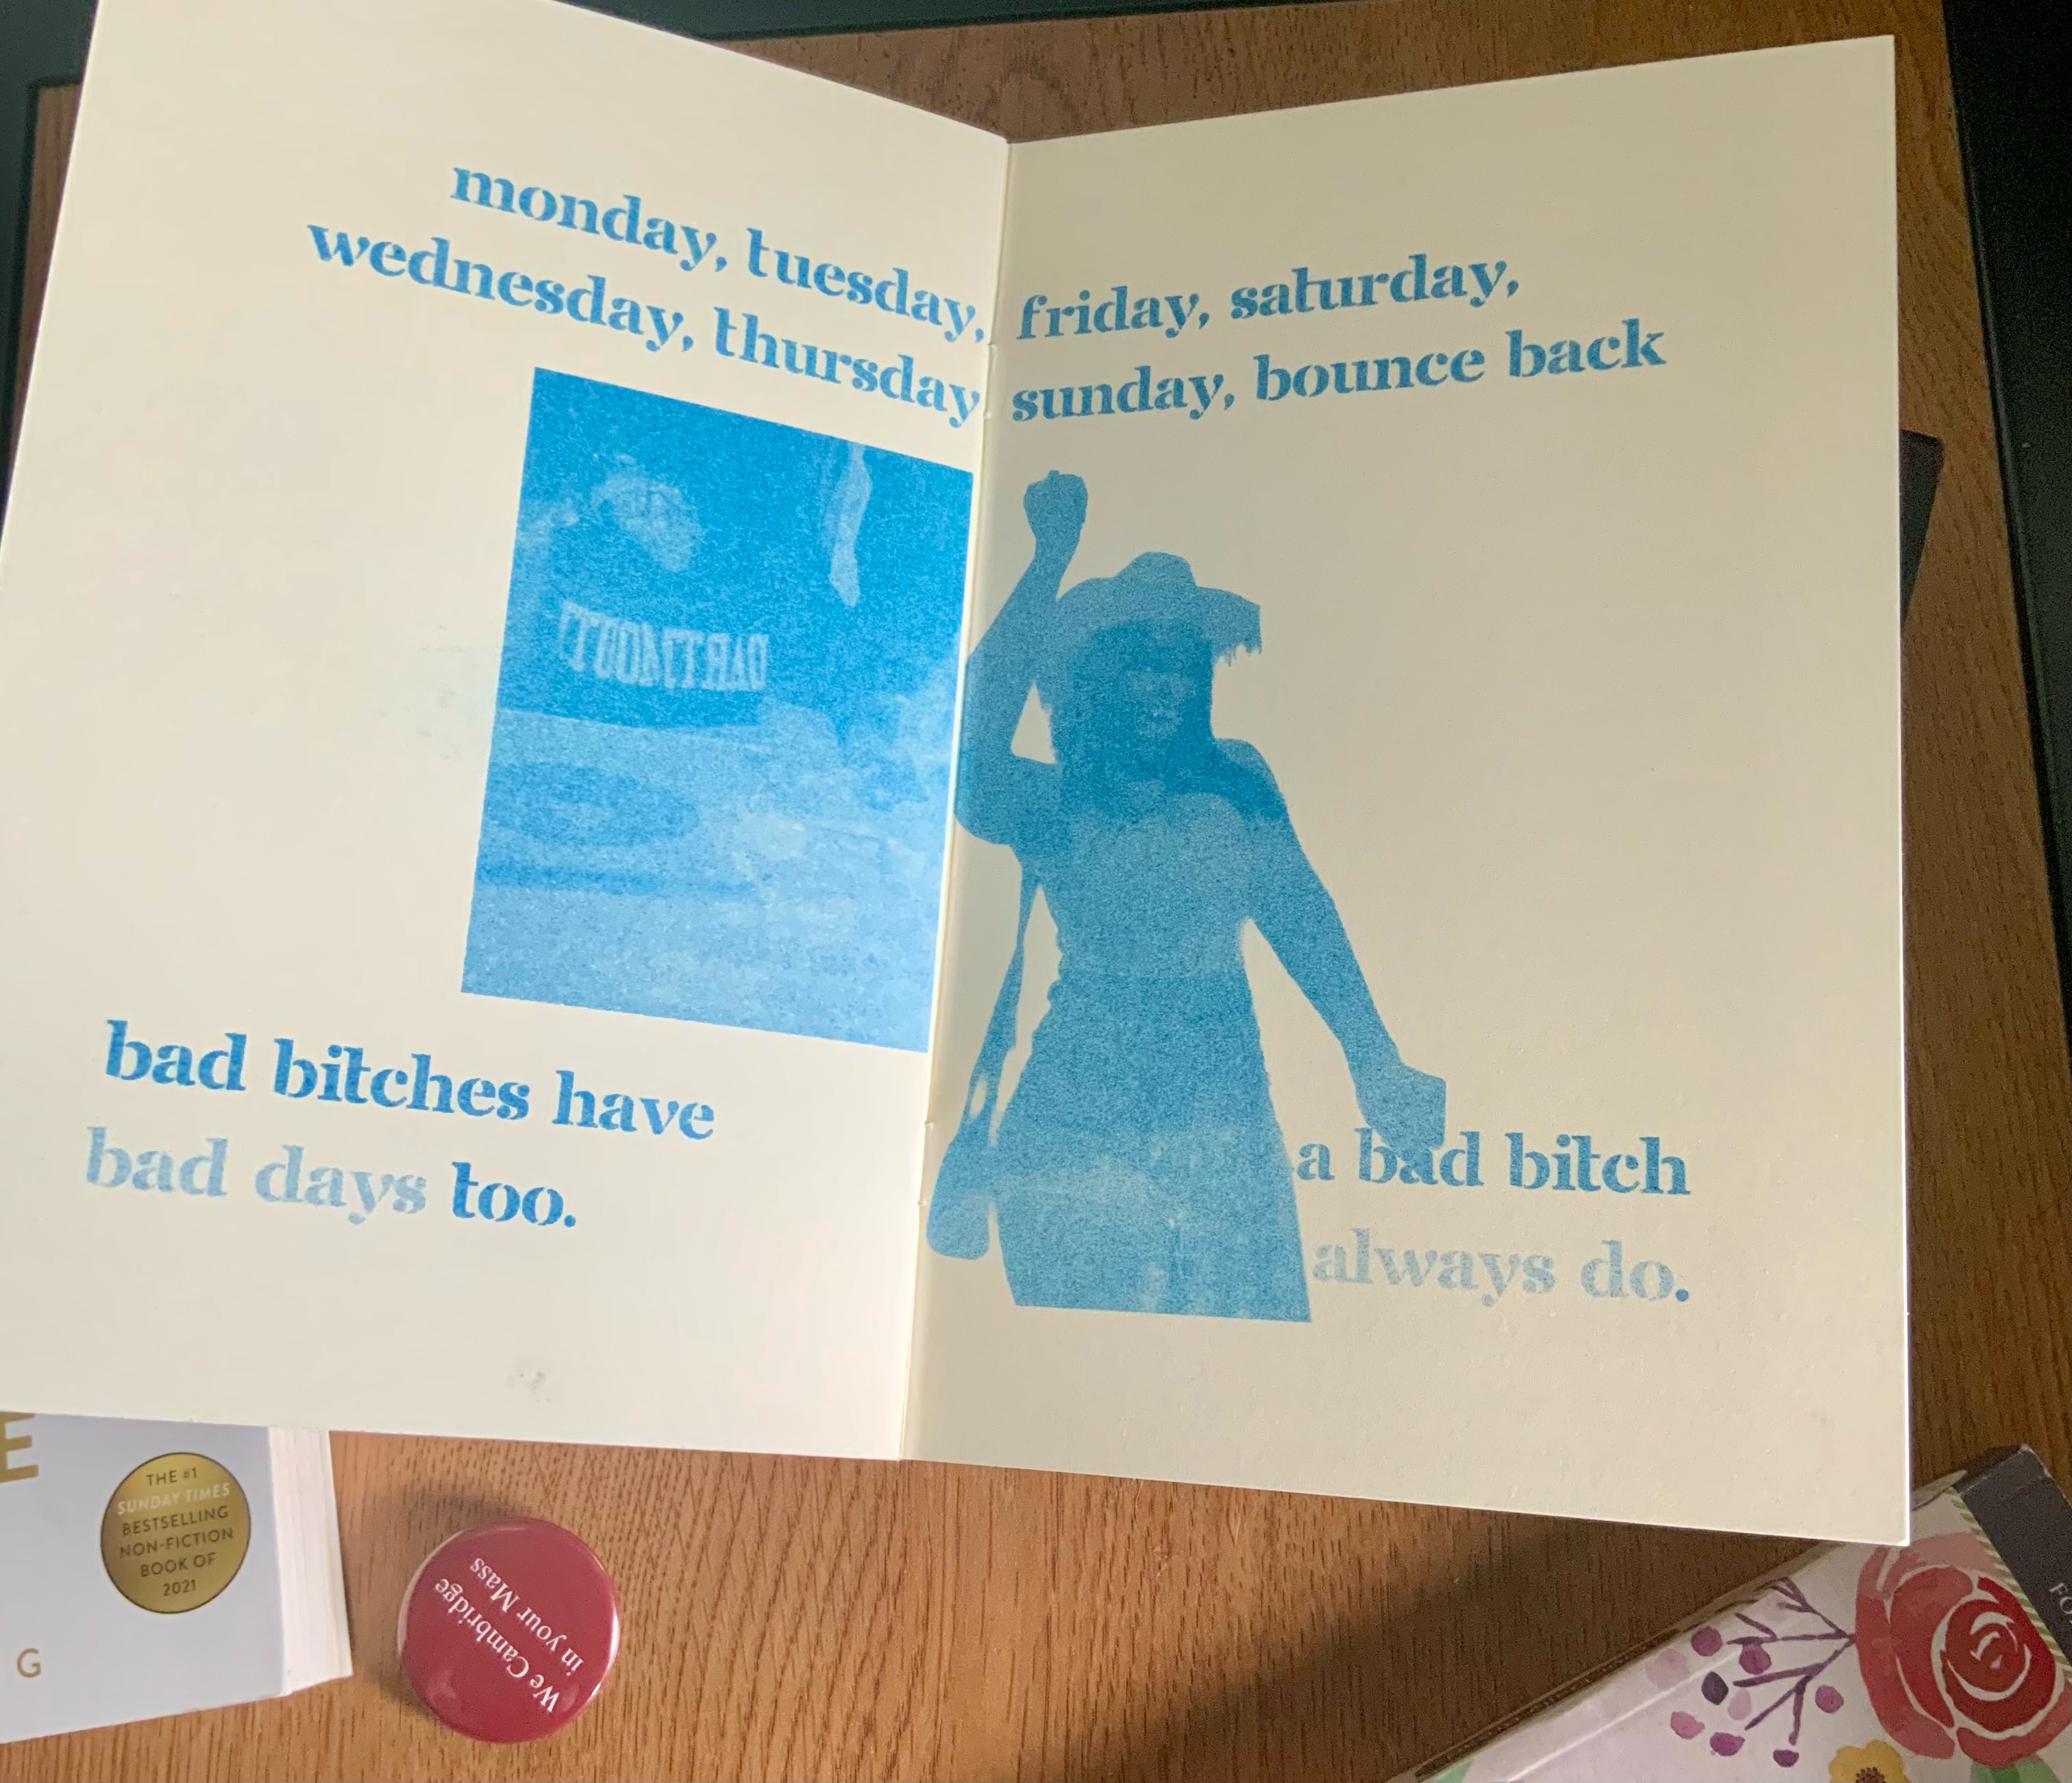 monday, tuesday,
wednesday, thursday
bad bitches have
bad days too.
friday, saturday,
sunday, bounce back
a bad bitch
always do.
E
THE #1
SUNDAY TIMES
BESTSELLING
NON-FICTION
BOOK OF
2021
G
We Cambridge
in your Mass
FO